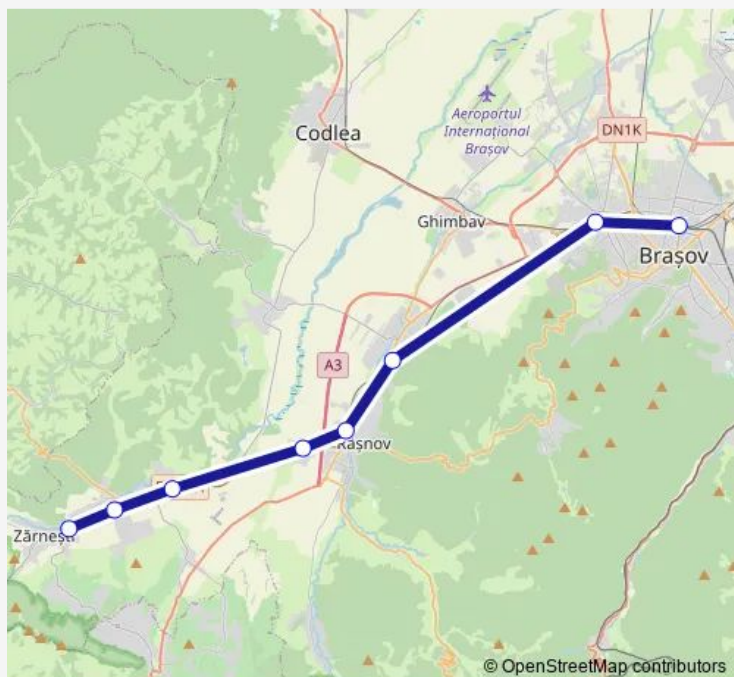 Codlea
Aeroportul
Internațional
Brașov
DN1K
Ghimbav
Brașov
A3
Râșnov
Zărnești
© OpenStreetMap contributors